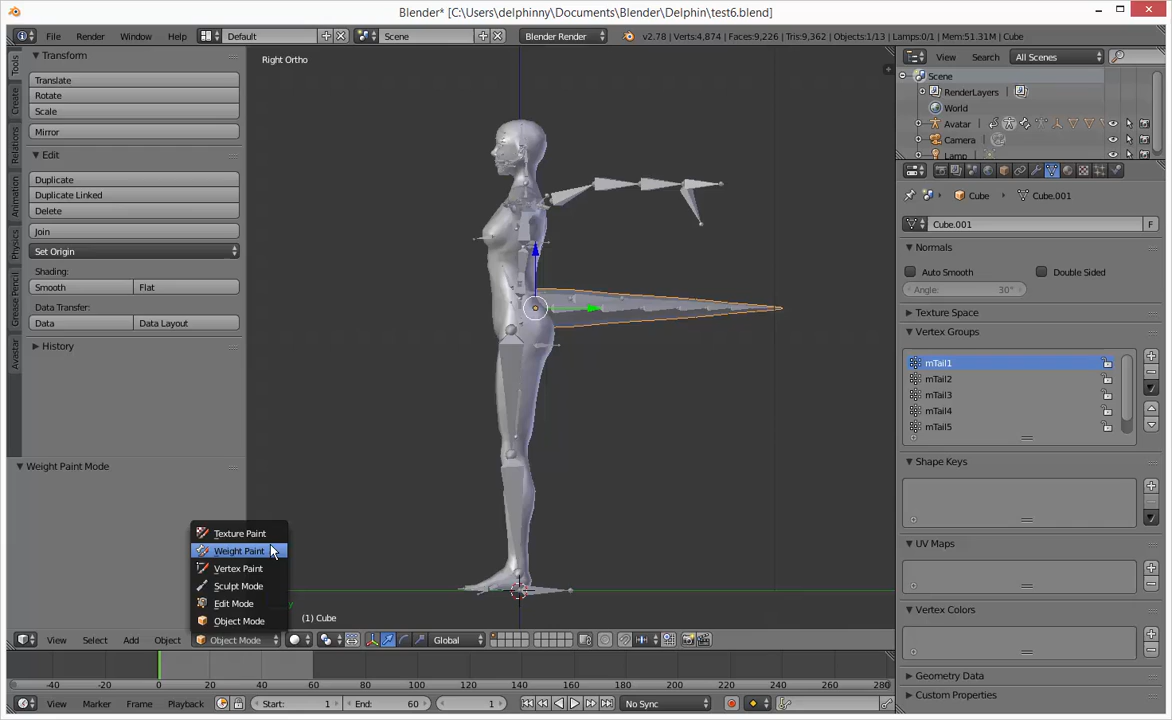 Blender* [C:\Users\delphinny\Documents\Blender\Delphin\test6.blend]
File Render Window Help Default Scene Blender Render v2.78 | Verts:4,874 | Faces:9,226 | Tris:9,362 | Objects:1/13 | Lamps:0/1 | Mem:51.31M | Cube
View Search All Scenes
Tools
Create
Relations
Animation
Physics
Grease Pencil
Avastar
Transform
Translate
Rotate
Scale
Mirror
Edit
Duplicate
Duplicate Linked
Delete
Join
Set Origin
Shading:
Smooth Flat
Data Transfer:
Data Data Layout
History
Weight Paint Mode
Right Ortho
Texture Paint
Weight Paint
Vertex Paint
Sculpt Mode
Edit Mode
Object Mode
(1) Cube
View Select Add Object Object Mode Global
Scene
RenderLayers
World
Avatar
Camera
Lamp
Cube Cube.001
Cube.001 F
Normals
Auto Smooth Double Sided
Angle: 30°
Texture Space
Vertex Groups
mTail1
mTail2
mTail3
mTail4
mTail5
Shape Keys
UV Maps
Vertex Colors
Geometry Data
Custom Properties
-40 -20 0 20 40 60 80 100 120 140 160 180 200 220 240 260 280
View Marker Frame Playback Start: 1 End: 60 1 No Sync